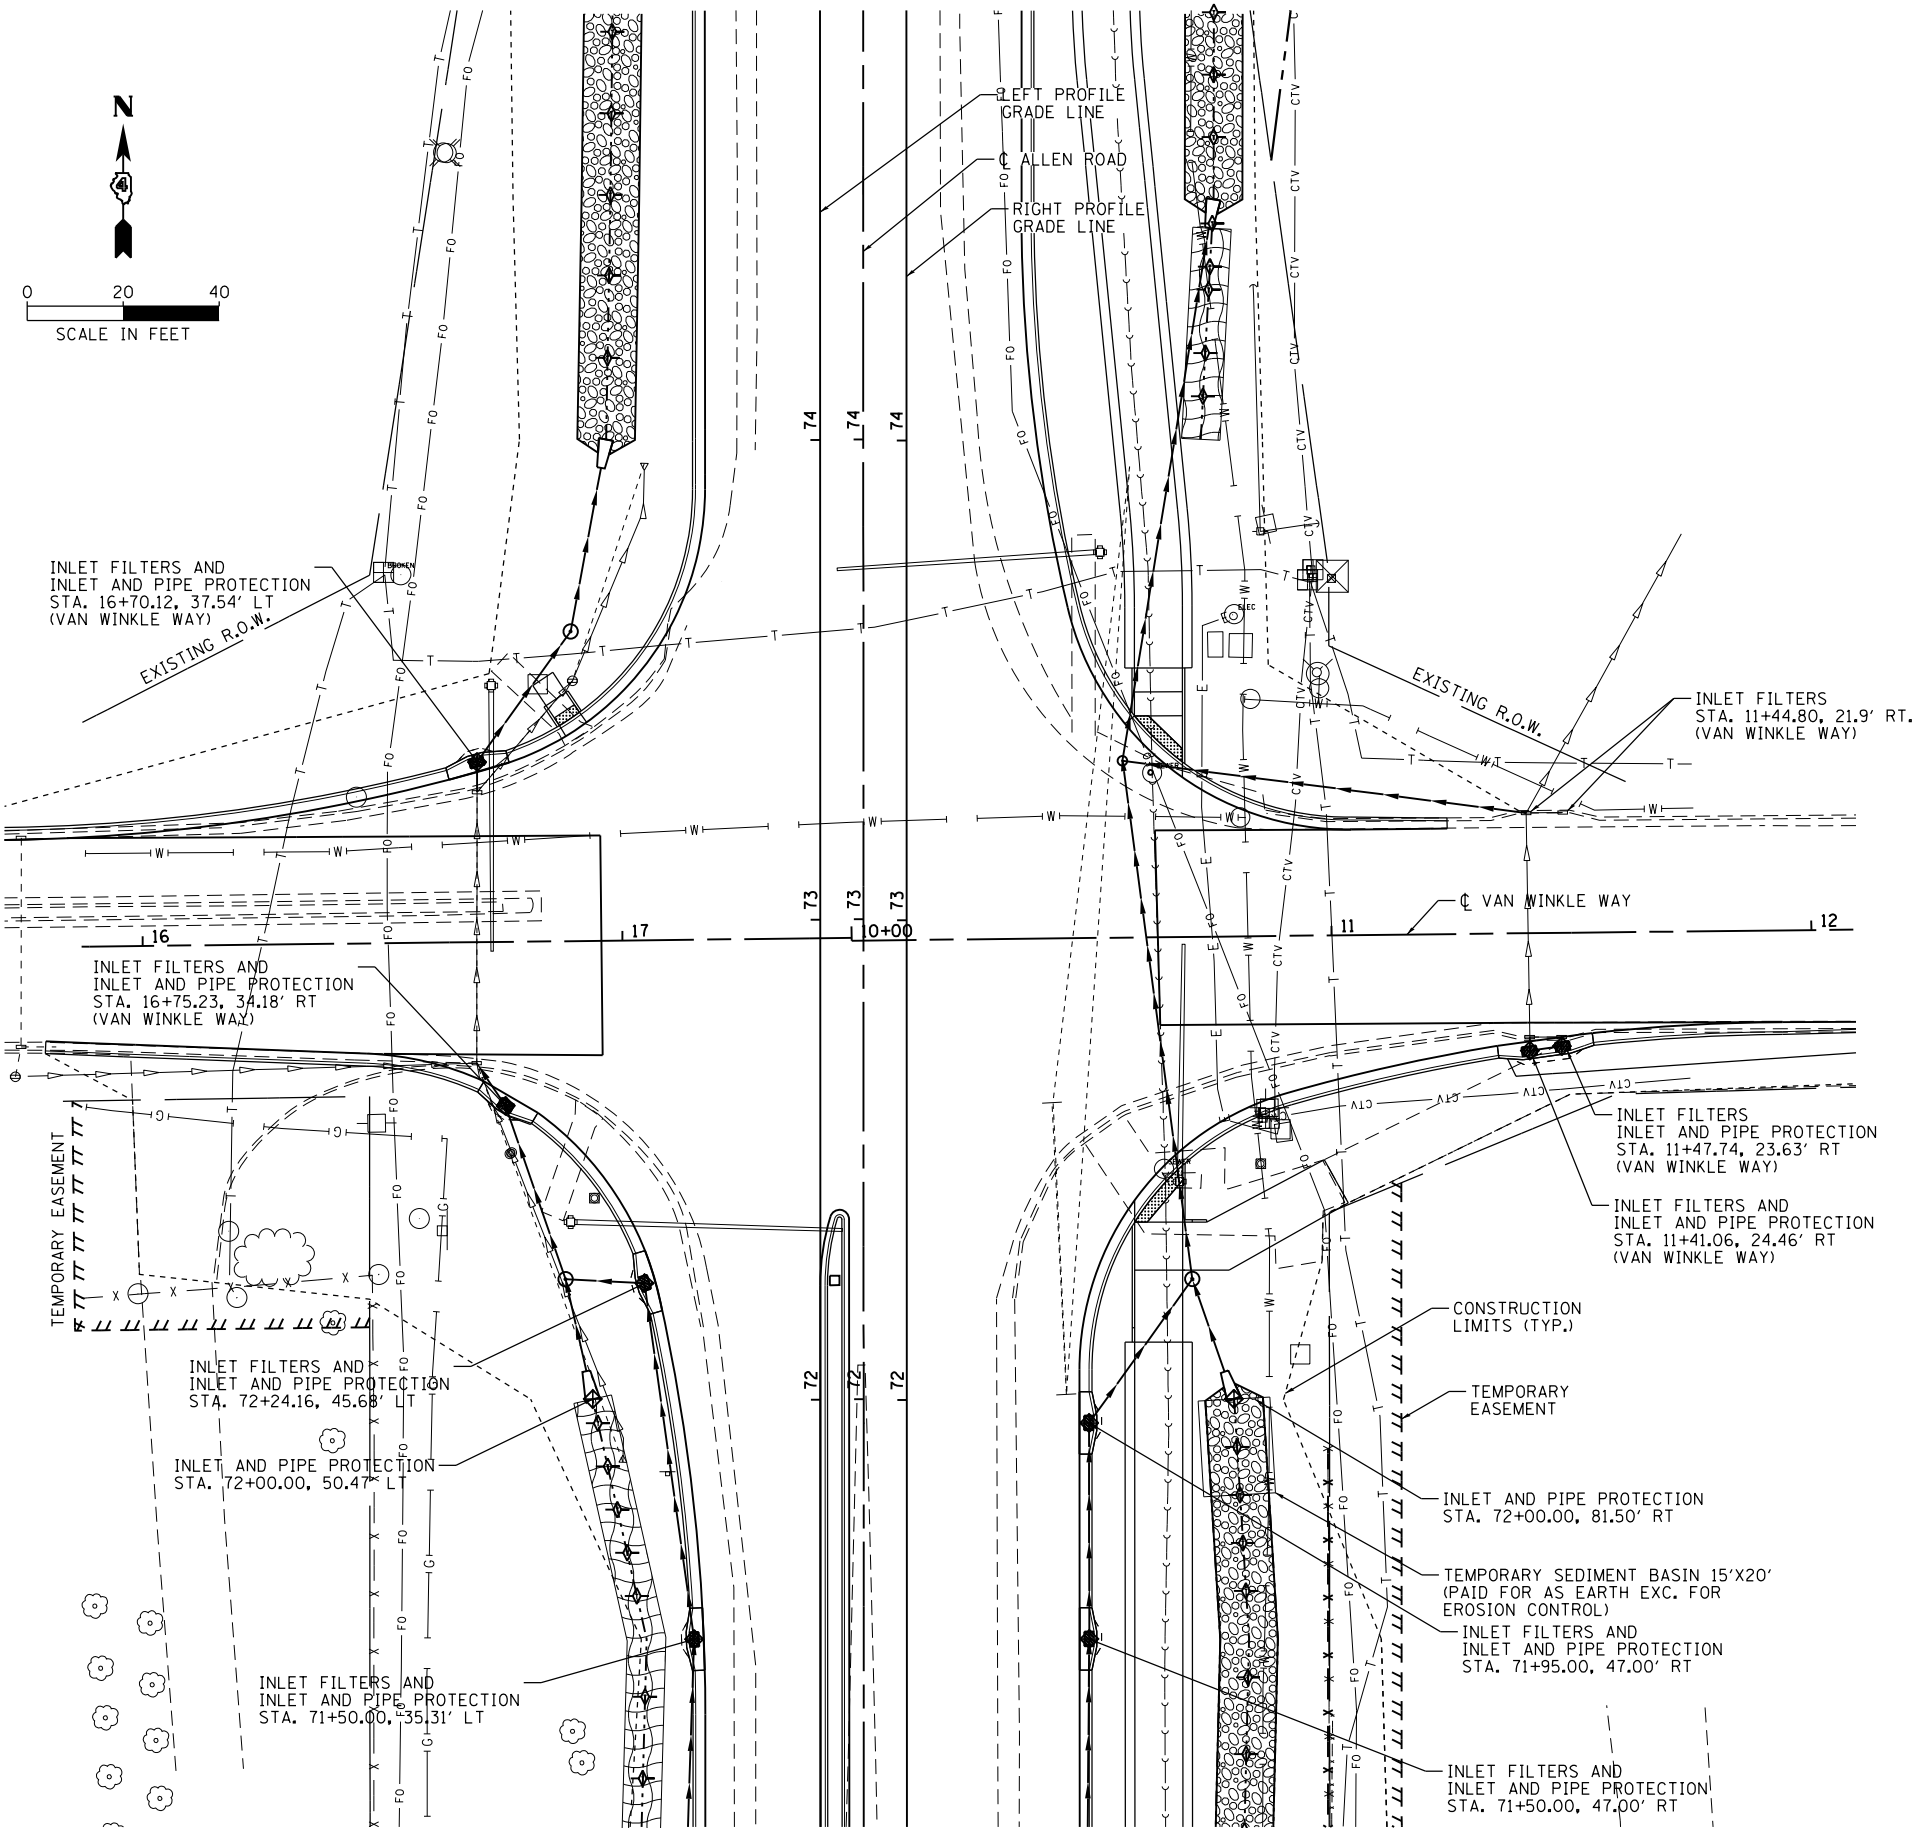 N
4
0 20 40
SCALE IN FEET
LEFT PROFILE
GRADE LINE
℄ ALLEN ROAD
RIGHT PROFILE
GRADE LINE
74 74 74
INLET FILTERS AND
INLET AND PIPE PROTECTION
STA. 16+70.12, 37.54' LT
(VAN WINKLE WAY)
EXISTING R.O.W.
BROKEN
ELEC
EXISTING R.O.W.
INLET FILTERS
STA. 11+44.80, 21.9' RT.
(VAN WINKLE WAY)
73 73 73
℄ VAN WINKLE WAY
16 17 10+00 11 12
INLET FILTERS AND
INLET AND PIPE PROTECTION
STA. 16+75.23, 34.18' RT
(VAN WINKLE WAY)
TEMPORARY EASEMENT
INLET FILTERS
INLET AND PIPE PROTECTION
STA. 11+47.74, 23.63' RT
(VAN WINKLE WAY)
INLET FILTERS AND
INLET AND PIPE PROTECTION
STA. 11+41.06, 24.46' RT
(VAN WINKLE WAY)
CONSTRUCTION
LIMITS (TYP.)
TEMPORARY
EASEMENT
INLET FILTERS AND
INLET AND PIPE PROTECTION
STA. 72+24.16, 45.68' LT
72 72 72
INLET AND PIPE PROTECTION
STA. 72+00.00, 50.47' LT
INLET AND PIPE PROTECTION
STA. 72+00.00, 81.50' RT
TEMPORARY SEDIMENT BASIN 15'X20'
(PAID FOR AS EARTH EXC. FOR
EROSION CONTROL)
INLET FILTERS AND
INLET AND PIPE PROTECTION
STA. 71+95.00, 47.00' RT
INLET FILTERS AND
INLET AND PIPE PROTECTION
STA. 71+50.00, 35.31' LT
INLET FILTERS AND
INLET AND PIPE PROTECTION
STA. 71+50.00, 47.00' RT